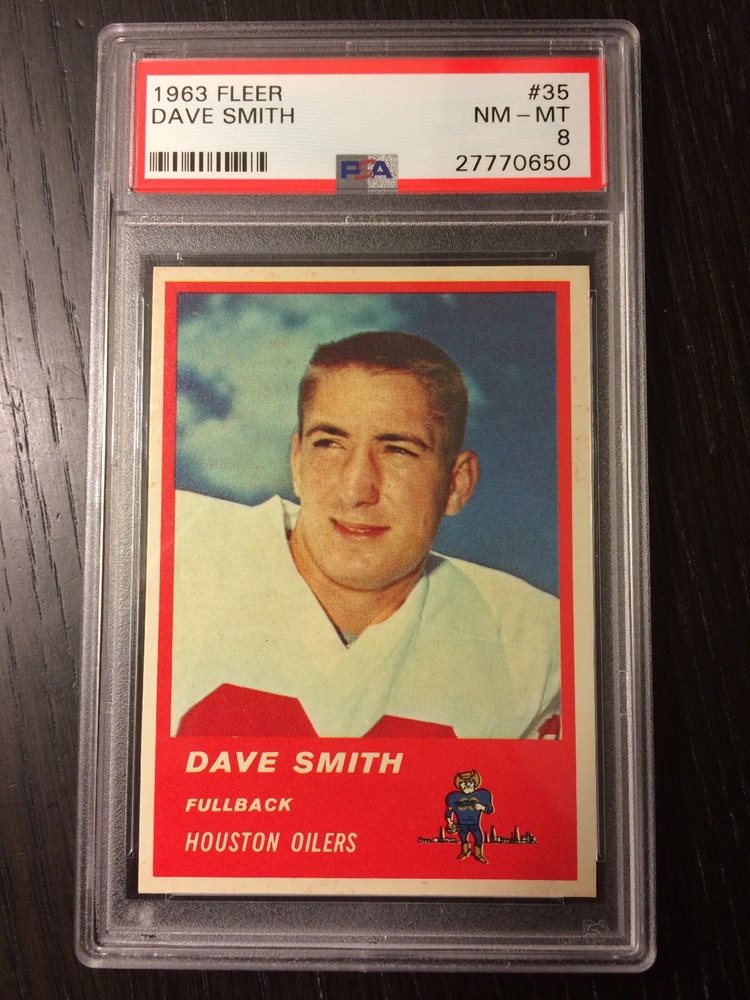 1963 FLEER #35
DAVE SMITH NM – MT
8
PSA 27770650
DAVE SMITH
FULLBACK
HOUSTON OILERS